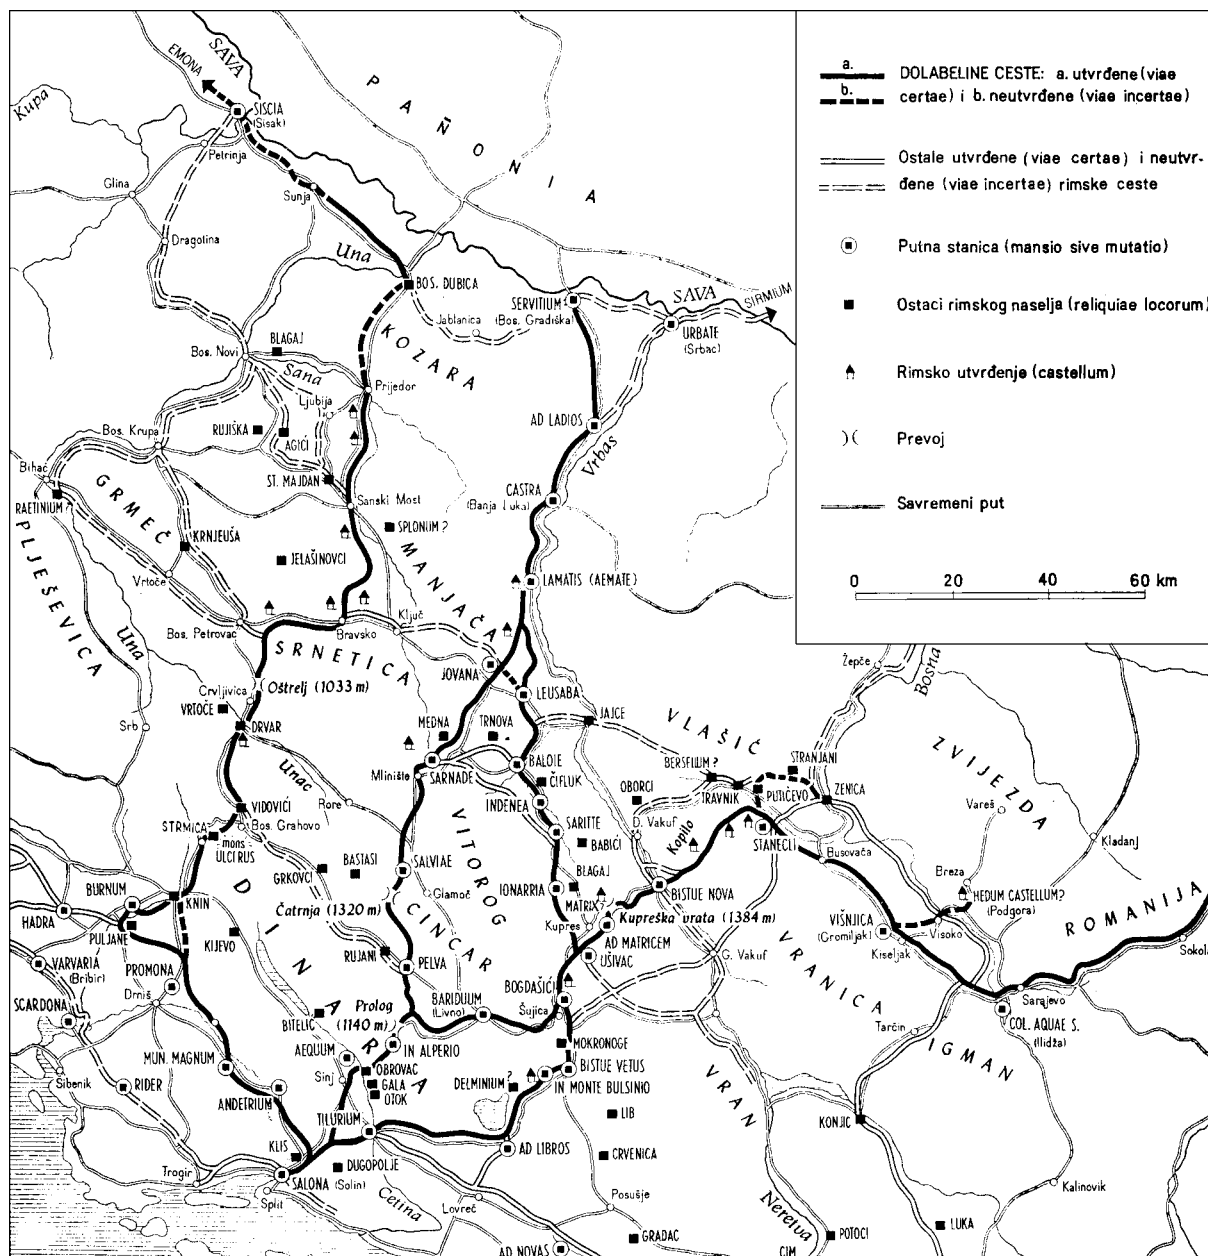 a.
b.
DOLABELINE CESTE: a. utvrđene (viae
certae) i b. neutvrđene (viae incertae)
Ostale utvrđene (viae certae) i neutvr-
đene (viae incertae) rimske ceste
Putna stanica (mansio sive mutatio)
Ostaci rimskog naselja (reliquiae locorum)
Rimsko utvrđenje (castellum)
Prevoj
Savremeni put
0 20 40 60 km
EMONA
SAVA
PAÑONIA
Kupa
SISCIA
(Sisak)
Petrinja
Glina
Sunja
Dragolina
Una
BOS. DUBICA
SERVITIUM
(Bos. Gradiška)
SAVA
SIRMIUM
Jablanica
URBATE
(Srbac)
KOZARA
Bos. Novi
BLAGAJ
Sana
Prijedor
Ljubija
AD LADIOS
Vrbas
RUJIŠKA
AGIĆI
Bos. Krupa
Bihać
ST. MAJDAN
RAETINIUM?
GRMEČ
CASTRA
(Banja Luka)
Sanski Most
SPLONUM?
KRNJEUŠA
JELAŠINOVCI
MANJAČA
PLJEŠEVICA
Vrtoče
LAMATIS (AEMATE)
Una
Bos. Petrovac
Bravsko
Ključ
SRNETICA
JOVANA
Žepče
Bosna
Oštrelj (1033 m)
Crvljivica
LEUSABA
VRTOČE
Srb
DRVAR
MEDNA
TRNOVA
JAJCE
VLAŠIĆ
ZVIJEZDA
Unac
Mlinište
SARNADE
BALOIE
ČIFLUK
BERSELLUM?
STRANJANI
Rore
INDENEA
OBORCI
TRAVNIK
PUTIČEVO
ZENICA
Vareš
VIDOVIĆI
Bos. Grahovo
STRMICA
mons
ULCIRUS
VITOROG
SARITTE
D. Vakuf
Kopilo
STANECLI
Kladanj
BABIĆI
GRKOVCI
BASTASI
SALVIAE
Busovača
BLAGAJ
Breza
BURNUM
KNIN
DINARA
Čatrnja (1320 m)
Glamoč
IONARRIA
MATRIX?
BISTUE NOVA
HEDUM CASTELLUM?
(Podgora)
ROMANIJA
HADRA
PULJANE
KIJEVO
CINCAR
Kupres
Kupreška vrata (1384 m)
VIŠNJICA
(Gromiljak)
Visoko
Kiseljak
VARVARIA
(Bribir)
PROMONA
RUJANI
PELVA
AD MATRICEM
UŠIVAC
G. Vakuf
VRANICA
Sokolac
SCARDONA
Drniš
BOGDAŠIĆI
Prolog
(1140 m)
BARIDUUM
(Livno)
Šujica
Sarajevo
BITELIĆ
COL. AQUAE S.
(Ilidža)
Tarčin
IGMAN
AEQUUM
IN ALPERIO
MUN. MAGNUM
OBROVAC
MOKRONOGE
Šibenik
RIDER
Sinj
GALA
OTOK
DELMINIUM?
BISTUE VETUS
IN MONTE BULSINIO
VRAN
ANDETRIUM
TILURIUM
LIB
KONJIC
KLIS
AD LIBROS
CRVENICA
DUGOPOLJE
Trogir
SALONA
(Solin)
Cetina
Kalinovik
Split
Lovreč
Posušje
Neretva
GRADAC
POTOCI
LUKA
AD NOVAS
CIM